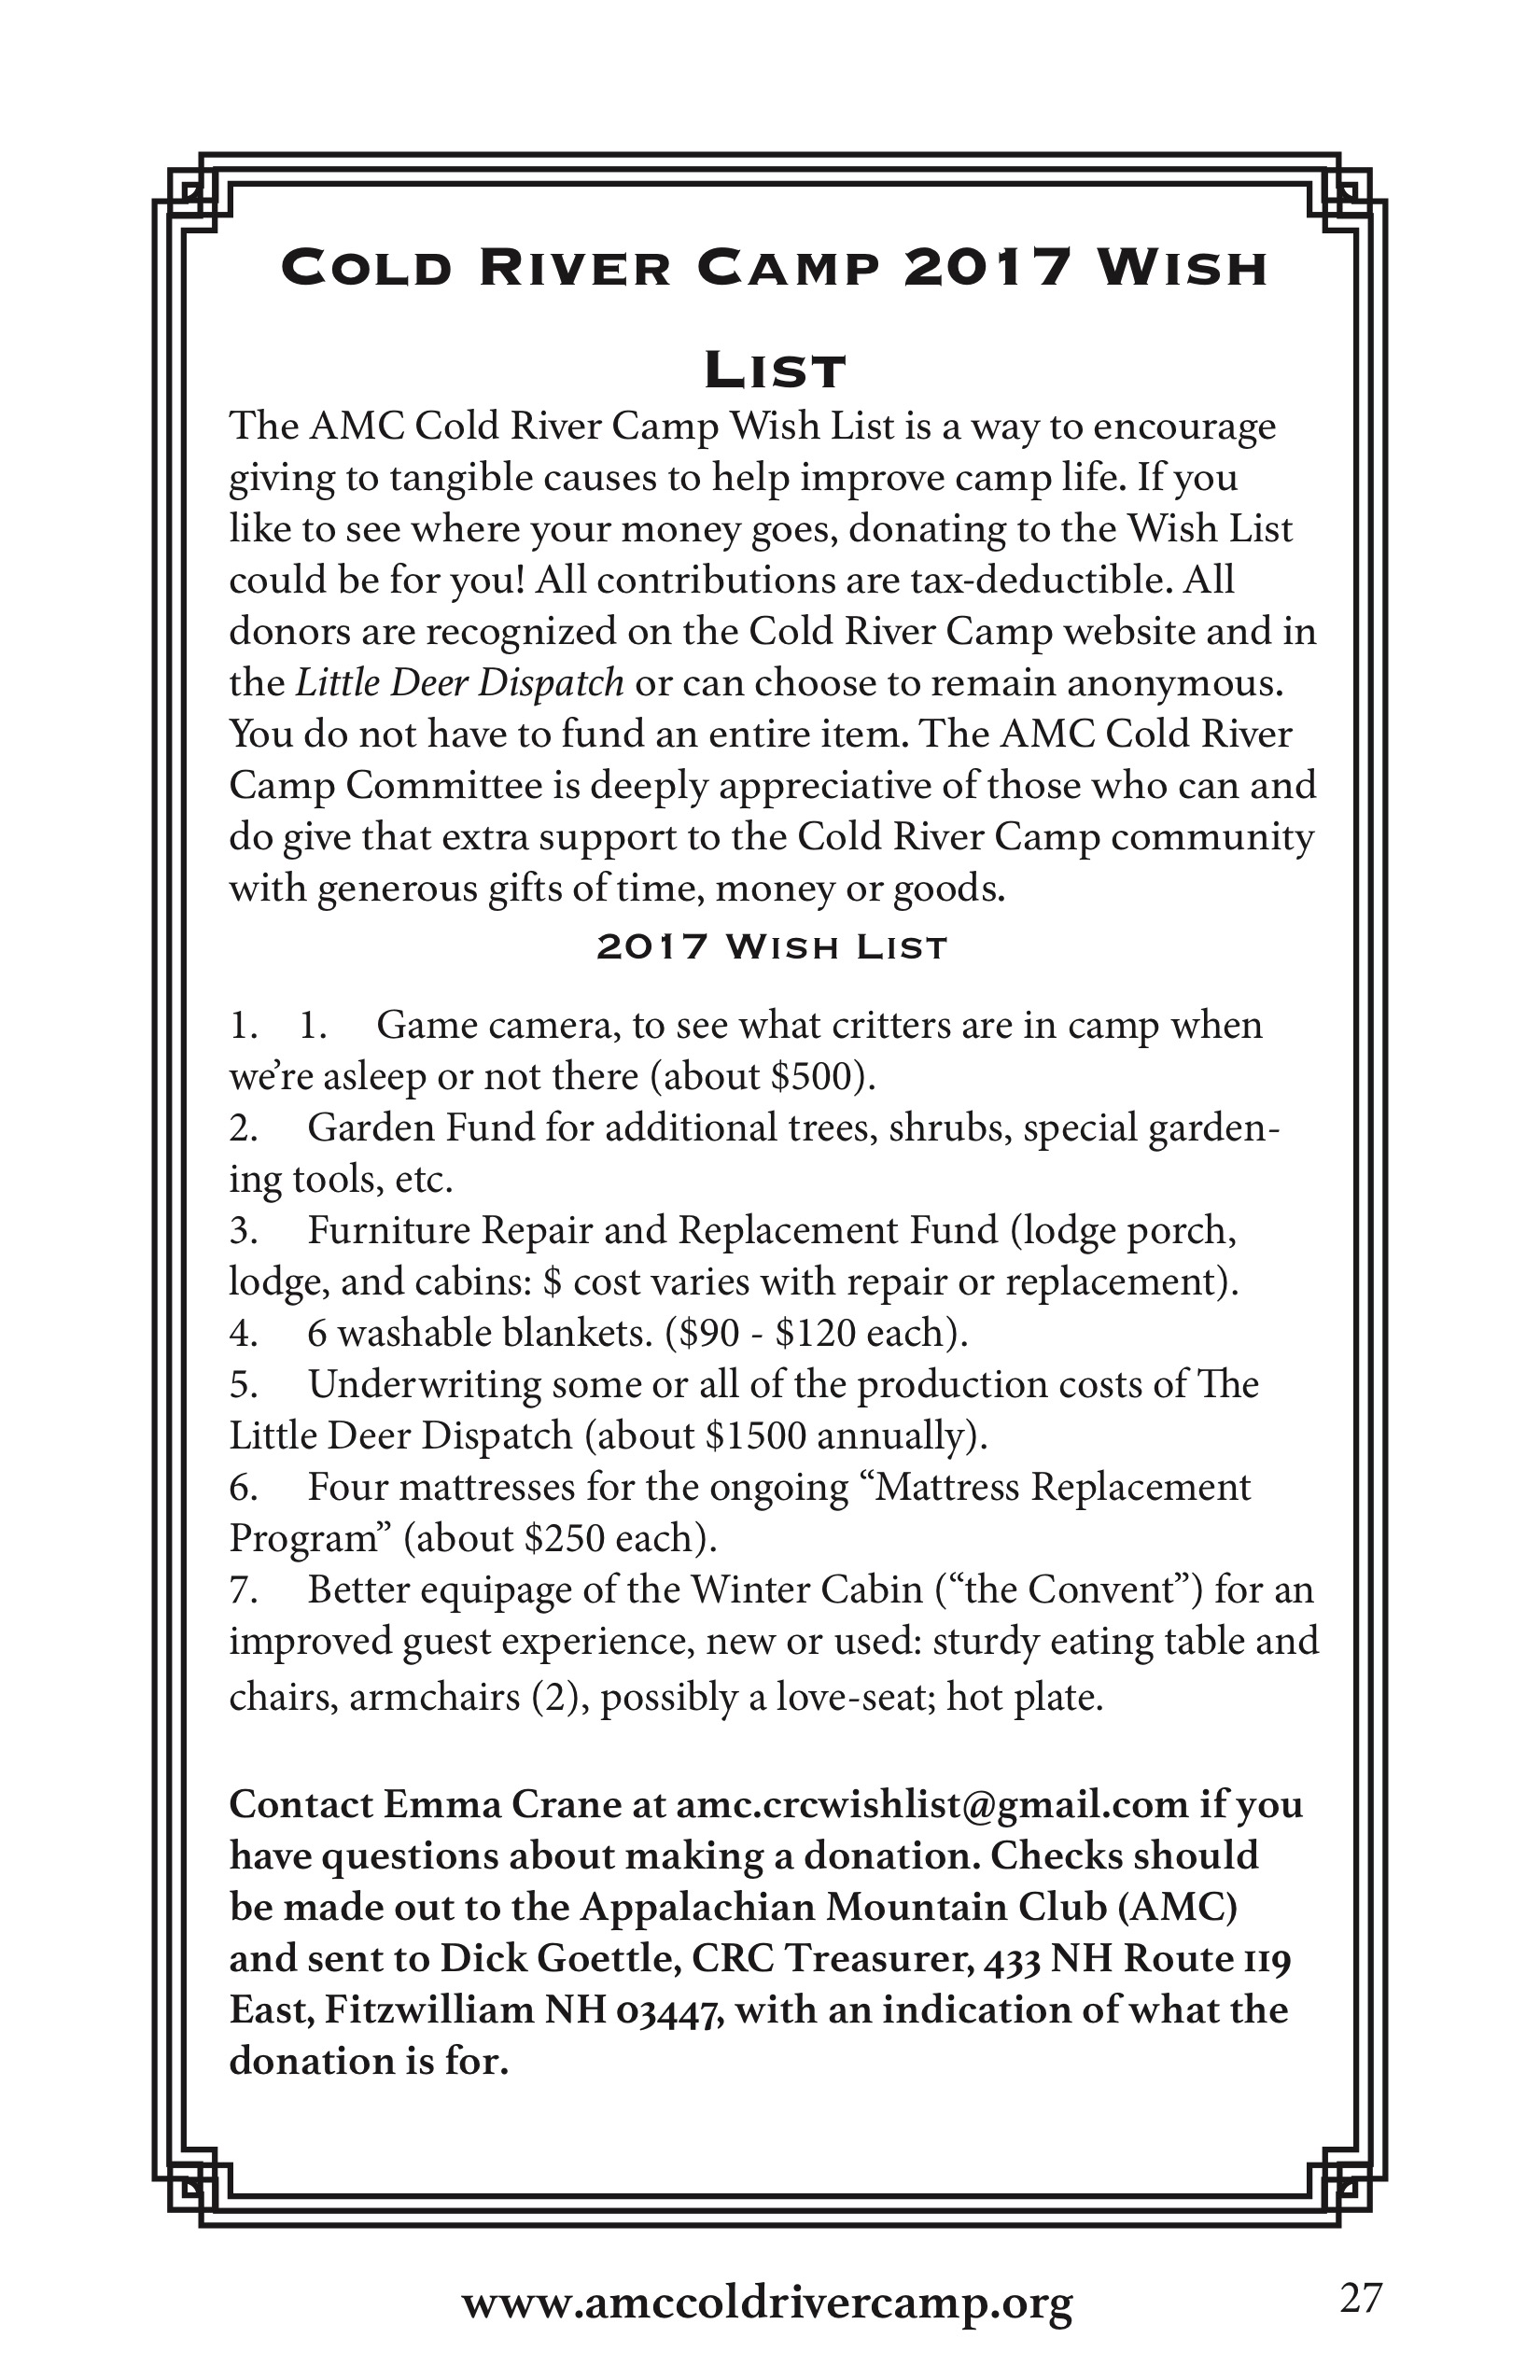 Cold River Camp 2017 Wish
List
The AMC Cold River Camp Wish List is a way to encourage
giving to tangible causes to help improve camp life. If you
like to see where your money goes, donating to the Wish List
could be for you! All contributions are tax-deductible. All
donors are recognized on the Cold River Camp website and in
the Little Deer Dispatch or can choose to remain anonymous.
You do not have to fund an entire item. The AMC Cold River
Camp Committee is deeply appreciative of those who can and
do give that extra support to the Cold River Camp community
with generous gifts of time, money or goods.
2017 Wish List
1. 1. Game camera, to see what critters are in camp when
we’re asleep or not there (about $500).
2. Garden Fund for additional trees, shrubs, special garden-
ing tools, etc.
3. Furniture Repair and Replacement Fund (lodge porch,
lodge, and cabins: $ cost varies with repair or replacement).
4. 6 washable blankets. ($90 - $120 each).
5. Underwriting some or all of the production costs of The
Little Deer Dispatch (about $1500 annually).
6. Four mattresses for the ongoing “Mattress Replacement
Program” (about $250 each).
7. Better equipage of the Winter Cabin (“the Convent”) for an
improved guest experience, new or used: sturdy eating table and
chairs, armchairs (2), possibly a love-seat; hot plate.
Contact Emma Crane at amc.crcwishlist@gmail.com if you
have questions about making a donation. Checks should
be made out to the Appalachian Mountain Club (AMC)
and sent to Dick Goettle, CRC Treasurer, 433 NH Route 119
East, Fitzwilliam NH 03447, with an indication of what the
donation is for.
www.amccoldrivercamp.org 27